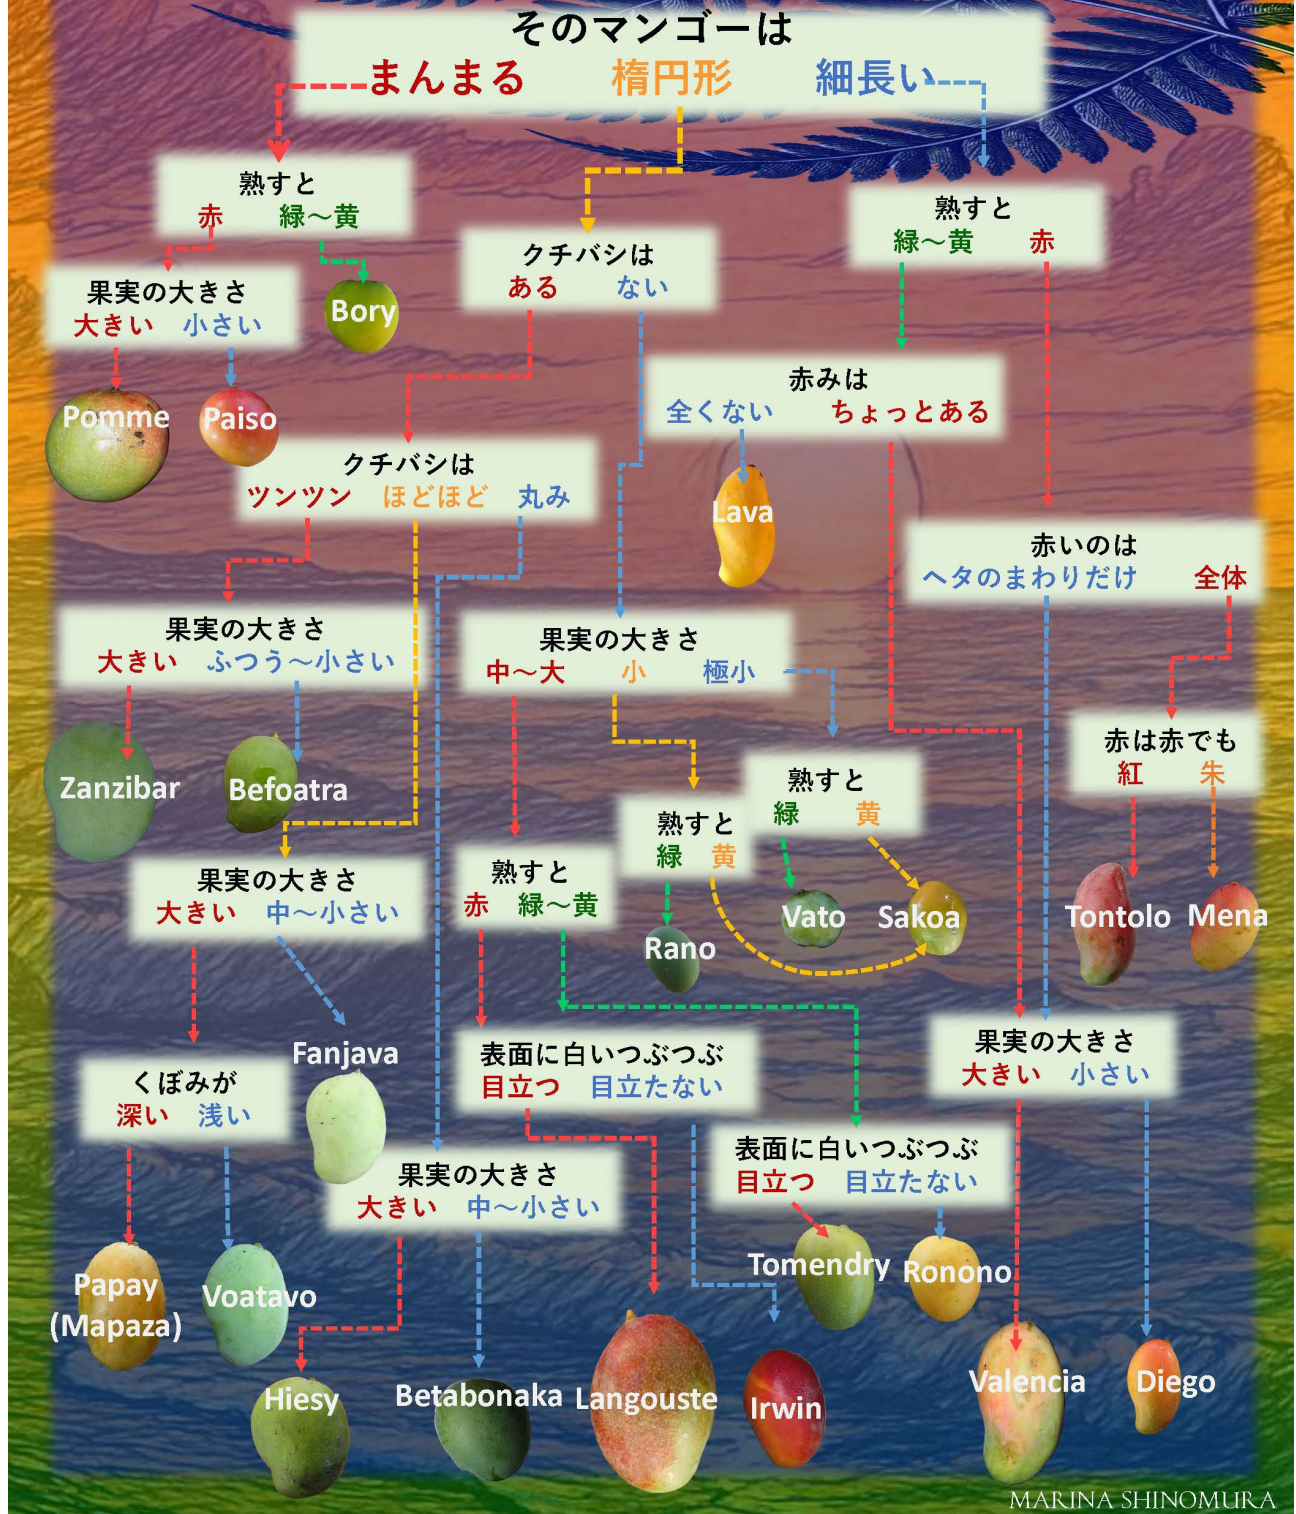 そのマンゴーは
まんまる 楕円形 細長い
熟すと
赤 緑～黄
熟すと
緑～黄 赤
クチバシは
ある ない
果実の大きさ
大きい 小さい
Bory
赤みは
全くない ちょっとある
Pomme Paiso
クチバシは
ツンツン ほどほど 丸み
Lava
赤いのは
ヘタのまわりだけ 全体
果実の大きさ
大きい ふつう～小さい
果実の大きさ
中～大 小 極小
赤は赤でも
紅 朱
Zanzibar Befoatra
熟すと
緑 黄
熟すと
緑 黄
果実の大きさ
大きい 中～小さい
熟すと
赤 緑～黄
Vato Sakoa
Tontolo Mena
Rano
Fanjava
表面に白いつぶつぶ
目立つ 目立たない
果実の大きさ
大きい 小さい
くぼみが
深い 浅い
表面に白いつぶつぶ
目立つ 目立たない
果実の大きさ
大きい 中～小さい
Tomendry Ronono
Papay
(Mapaza)
Voatavo
Hiesy Betabonaka Langouste Irwin
Valencia Diego
MARINA SHINOMURA